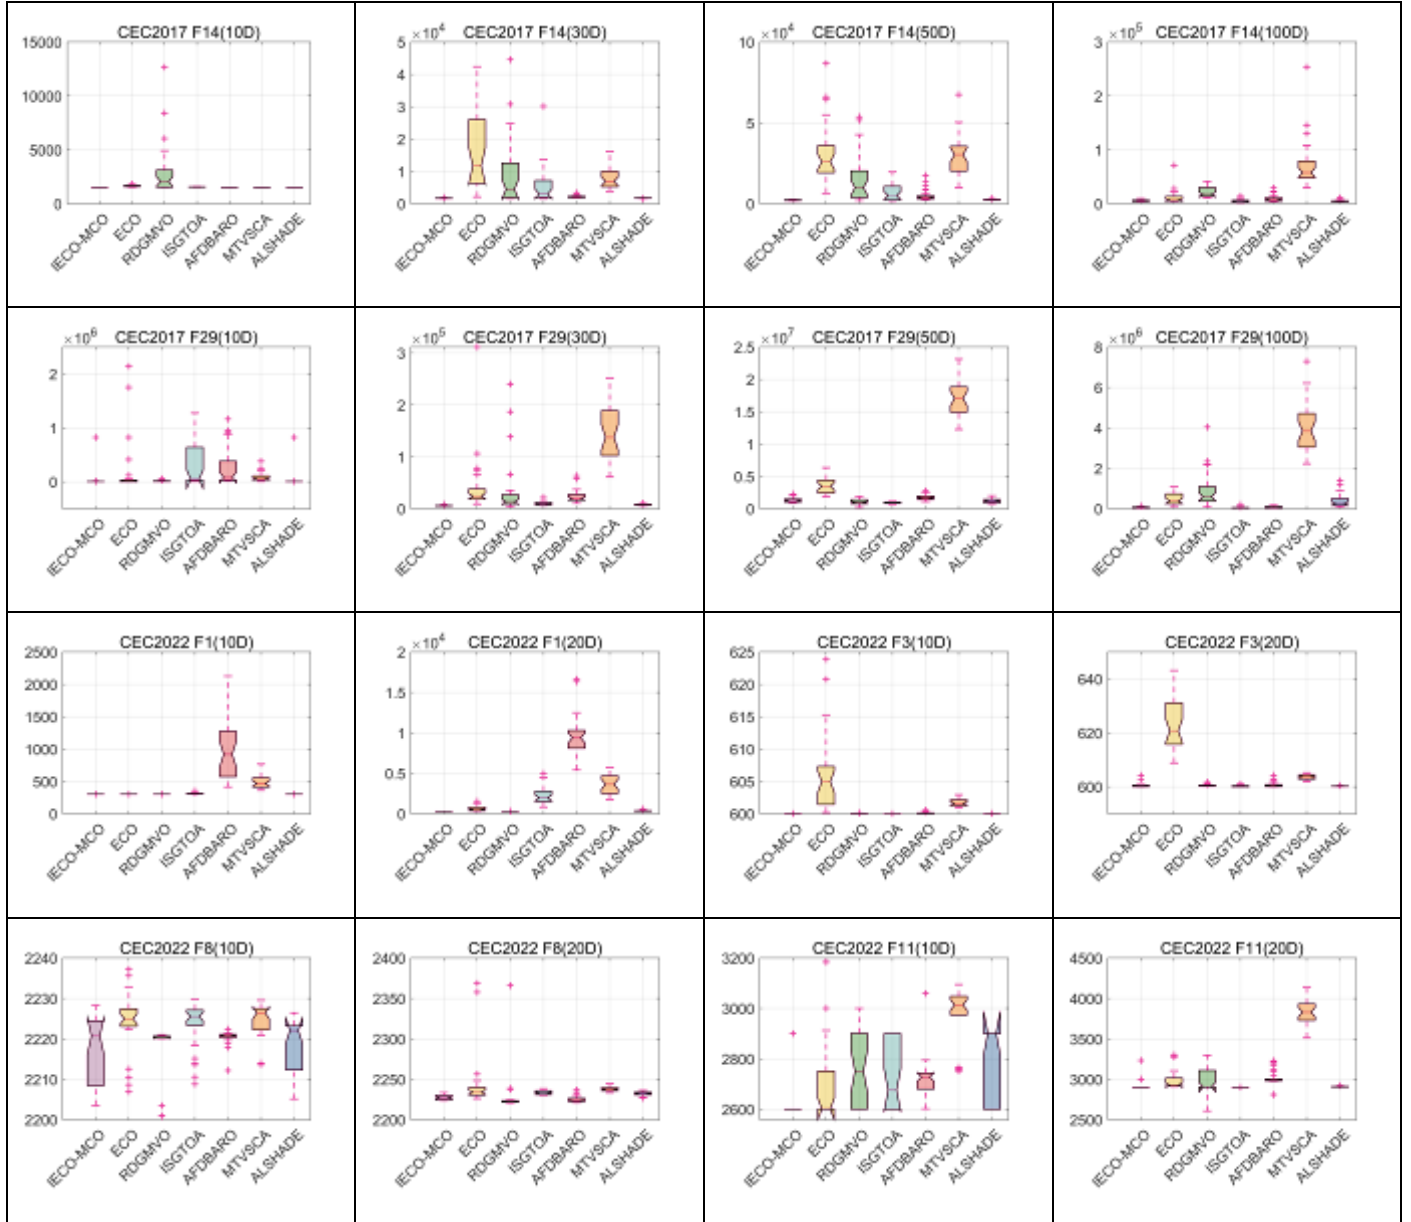 CEC2017 F14(10D)
15000
10000
5000
0
IECO-MCO
ECO
RDGMVO
ISGTOA
AFDBARO
MTVSCA
ALSHADE
×10^4 CEC2017 F14(30D)
5
4
3
2
1
0
IECO-MCO
ECO
RDGMVO
ISGTOA
AFDBARO
MTVSCA
ALSHADE
×10^4 CEC2017 F14(50D)
10
5
0
IECO-MCO
ECO
RDGMVO
ISGTOA
AFDBARO
MTVSCA
ALSHADE
×10^5 CEC2017 F14(100D)
3
2
1
0
IECO-MCO
ECO
RDGMVO
ISGTOA
AFDBARO
MTVSCA
ALSHADE
×10^6 CEC2017 F29(10D)
2
1
0
IECO-MCO
ECO
RDGMVO
ISGTOA
AFDBARO
MTVSCA
ALSHADE
×10^5 CEC2017 F29(30D)
3
2
1
0
IECO-MCO
ECO
RDGMVO
ISGTOA
AFDBARO
MTVSCA
ALSHADE
×10^7 CEC2017 F29(50D)
2.5
2
1.5
1
0.5
0
IECO-MCO
ECO
RDGMVO
ISGTOA
AFDBARO
MTVSCA
ALSHADE
×10^6 CEC2017 F29(100D)
8
6
4
2
0
IECO-MCO
ECO
RDGMVO
ISGTOA
AFDBARO
MTVSCA
ALSHADE
CEC2022 F1(10D)
2500
2000
1500
1000
500
0
IECO-MCO
ECO
RDGMVO
ISGTOA
AFDBARO
MTVSCA
ALSHADE
×10^4 CEC2022 F1(20D)
2
1.5
1
0.5
0
IECO-MCO
ECO
RDGMVO
ISGTOA
AFDBARO
MTVSCA
ALSHADE
CEC2022 F3(10D)
625
620
615
610
605
600
IECO-MCO
ECO
RDGMVO
ISGTOA
AFDBARO
MTVSCA
ALSHADE
CEC2022 F3(20D)
640
620
600
IECO-MCO
ECO
RDGMVO
ISGTOA
AFDBARO
MTVSCA
ALSHADE
CEC2022 F8(10D)
2240
2230
2220
2210
2200
IECO-MCO
ECO
RDGMVO
ISGTOA
AFDBARO
MTVSCA
ALSHADE
CEC2022 F8(20D)
2400
2350
2300
2250
2200
IECO-MCO
ECO
RDGMVO
ISGTOA
AFDBARO
MTVSCA
ALSHADE
CEC2022 F11(10D)
3200
3000
2800
2600
IECO-MCO
ECO
RDGMVO
ISGTOA
AFDBARO
MTVSCA
ALSHADE
CEC2022 F11(20D)
4500
4000
3500
3000
2500
IECO-MCO
ECO
RDGMVO
ISGTOA
AFDBARO
MTVSCA
ALSHADE